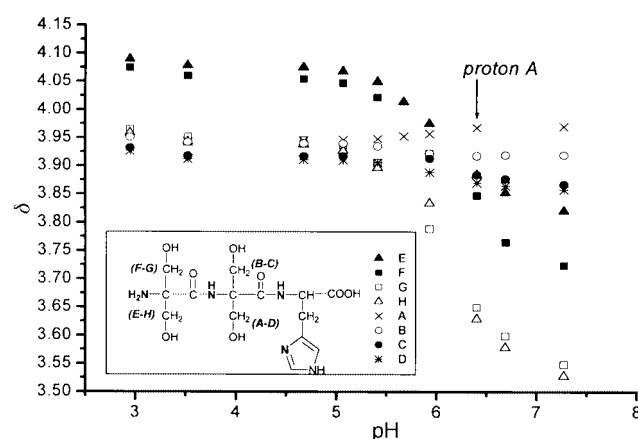 4.15
4.10
4.05
4.00
3.95
3.90
3.85
3.80
3.75
3.70
3.65
3.60
3.55
3.50
δ
proton A
OH OH
(F-G) CH₂ O (B-C) CH₂ O
H₂N C C N C C N CH COOH
H H
(E-H) CH₂ CH₂ (A-D) CH₂
OH OH
N
NH
E
F
G
H
A
B
C
D
3 4 5 6 7 8
pH